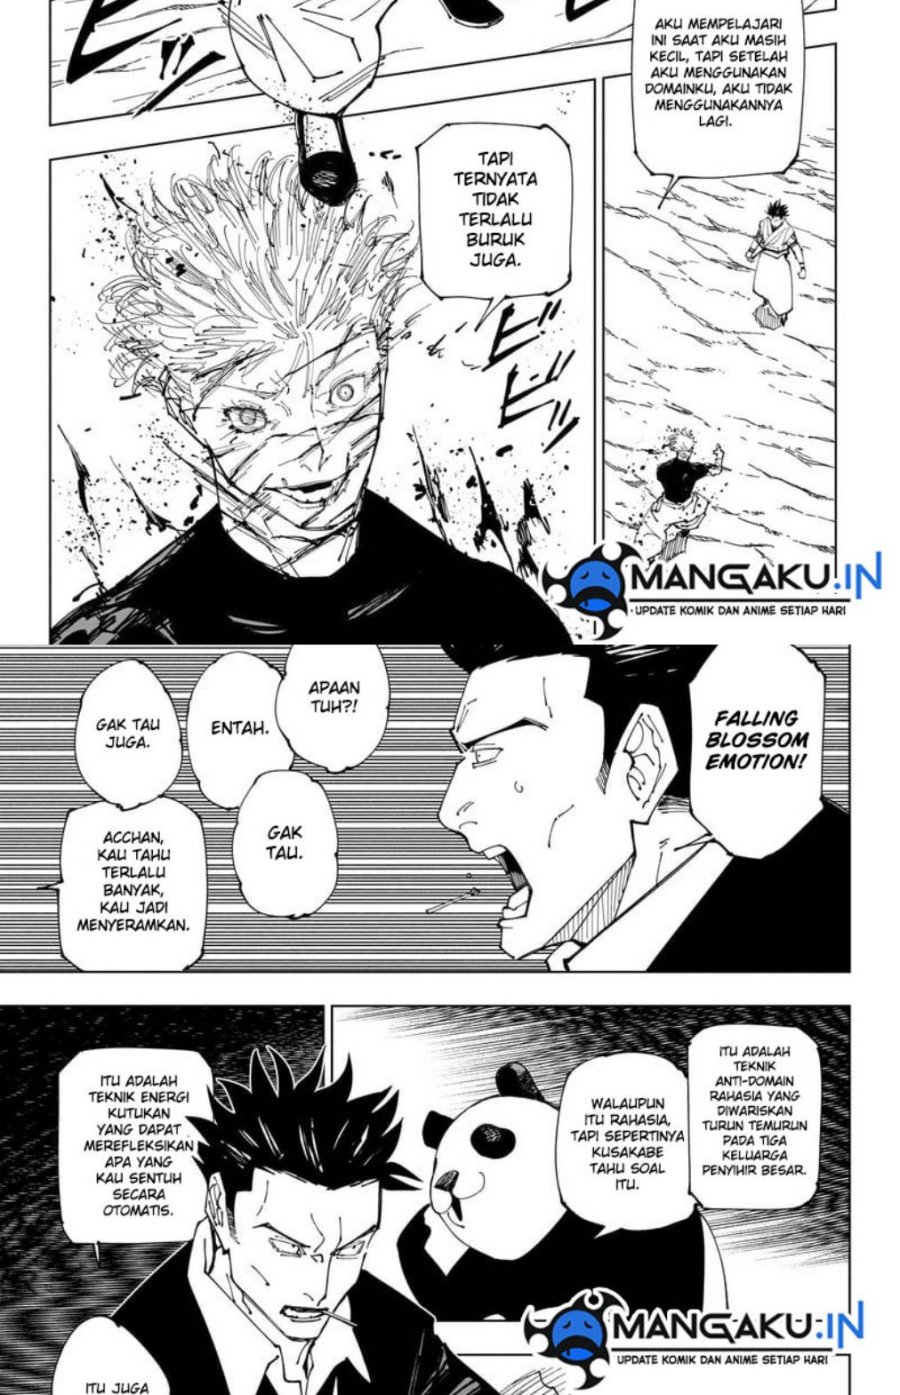 AKU MEMPELAJARI
INI SAAT AKU MASIH
KECIL, TAPI SETELAH
AKU MENGGUNAKAN
DOMAINKU, AKU TIDAK
MENGGUNAKANNYA
LAGI.
TAPI
TERNYATA
TIDAK
TERLALU
BURUK
JUGA.
ビッ
ビッ
MANGAKU.IN
UPDATE KOMIK DAN ANIME SETIAP HARI
FALLING
BLOSSOM
EMOTION!
APAAN
TUH?!
ENTAH.
GAK
TAU.
GAK TAU
JUGA.
ACCHAN,
KAU TAHU
TERLALU
BANYAK,
KAU JADI
MENYERAMKAN.
ITU ADALAH
TEKNIK
ANTI-DOMAIN
RAHASIA YANG
DIWARISKAN
TURUN TEMURUN
PADA TIGA
KELUARGA
PENYIHIR BESAR.
WALAUPUN
ITU RAHASIA,
TAPI SEPERTINYA
KUSAKABE
TAHU SOAL
ITU.
ITU ADALAH
TEKNIK ENERGI
KUTUKAN
YANG DAPAT
MEREFLEKSIKAN
APA YANG
KAU SENTUH
SECARA
OTOMATIS.
MANGAKU.IN
UPDATE KOMIK DAN ANIME SETIAP HARI
ITU JUGA